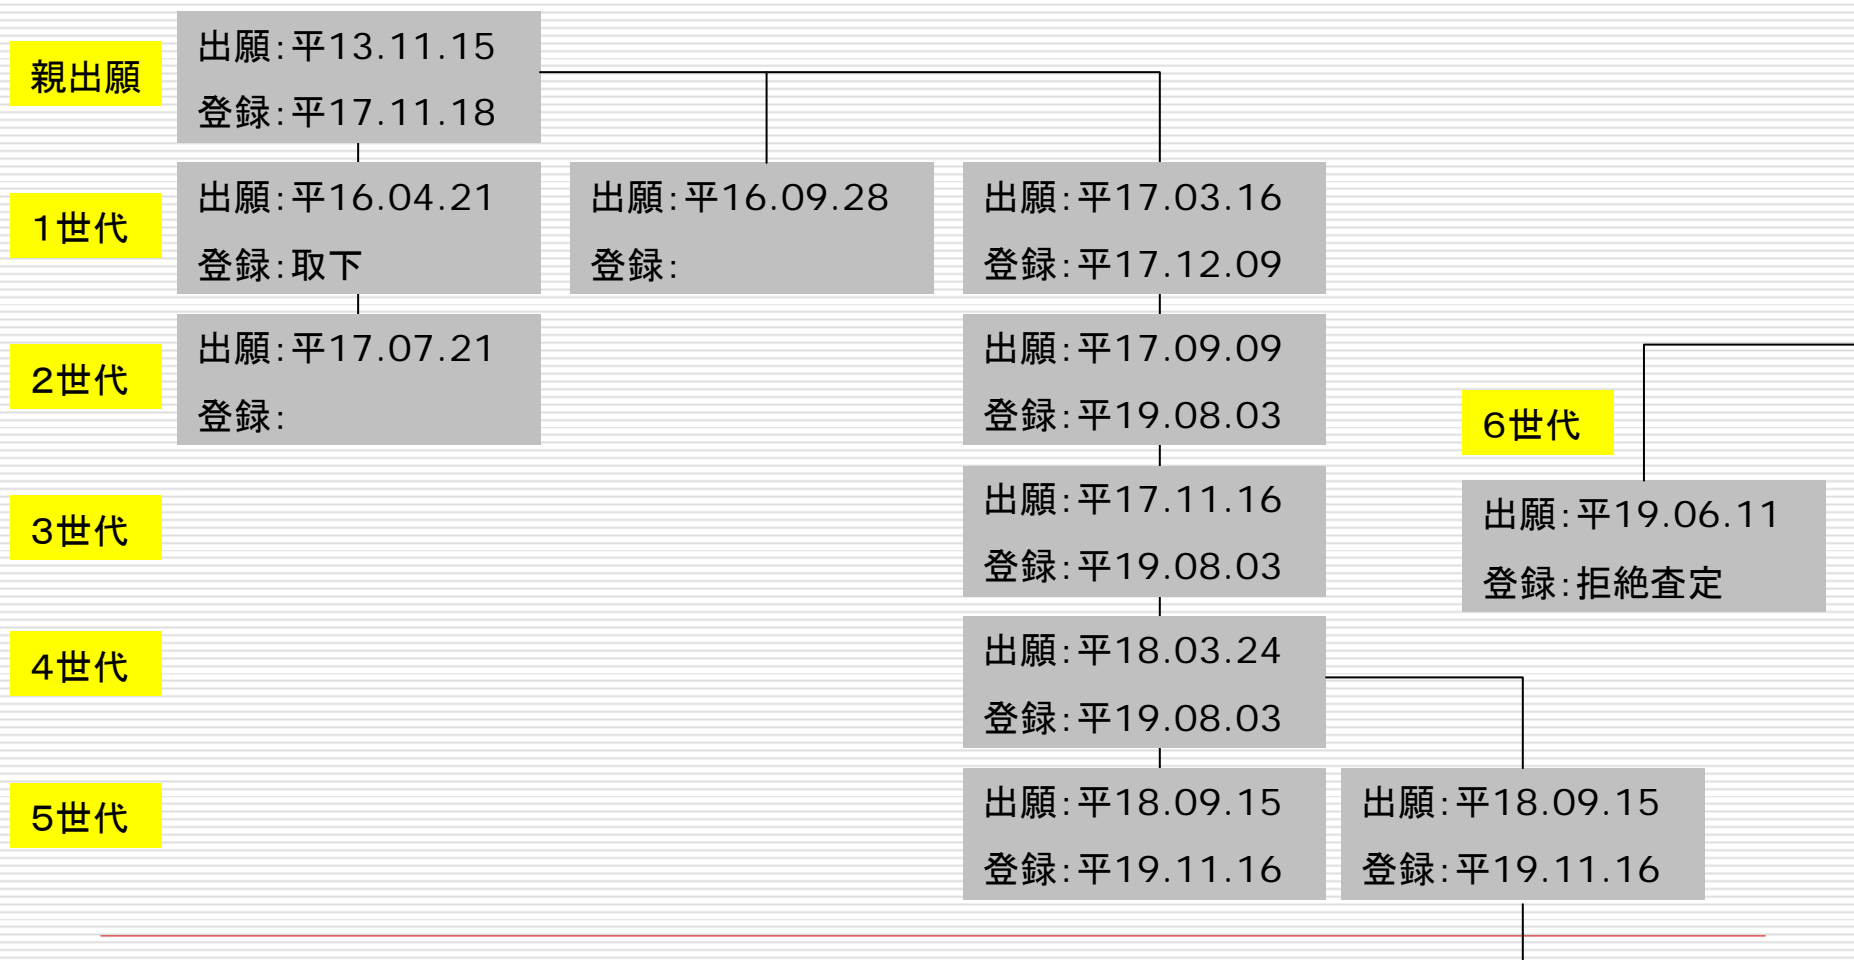 親出願
出願:平13.11.15
登録:平17.11.18
1世代
出願:平16.04.21
登録:取下
出願:平16.09.28
登録:
出願:平17.03.16
登録:平17.12.09
2世代
出願:平17.07.21
登録:
出願:平17.09.09
登録:平19.08.03
3世代
出願:平17.11.16
登録:平19.08.03
4世代
出願:平18.03.24
登録:平19.08.03
5世代
出願:平18.09.15
登録:平19.11.16
出願:平18.09.15
登録:平19.11.16
6世代
出願:平19.06.11
登録:拒絶査定